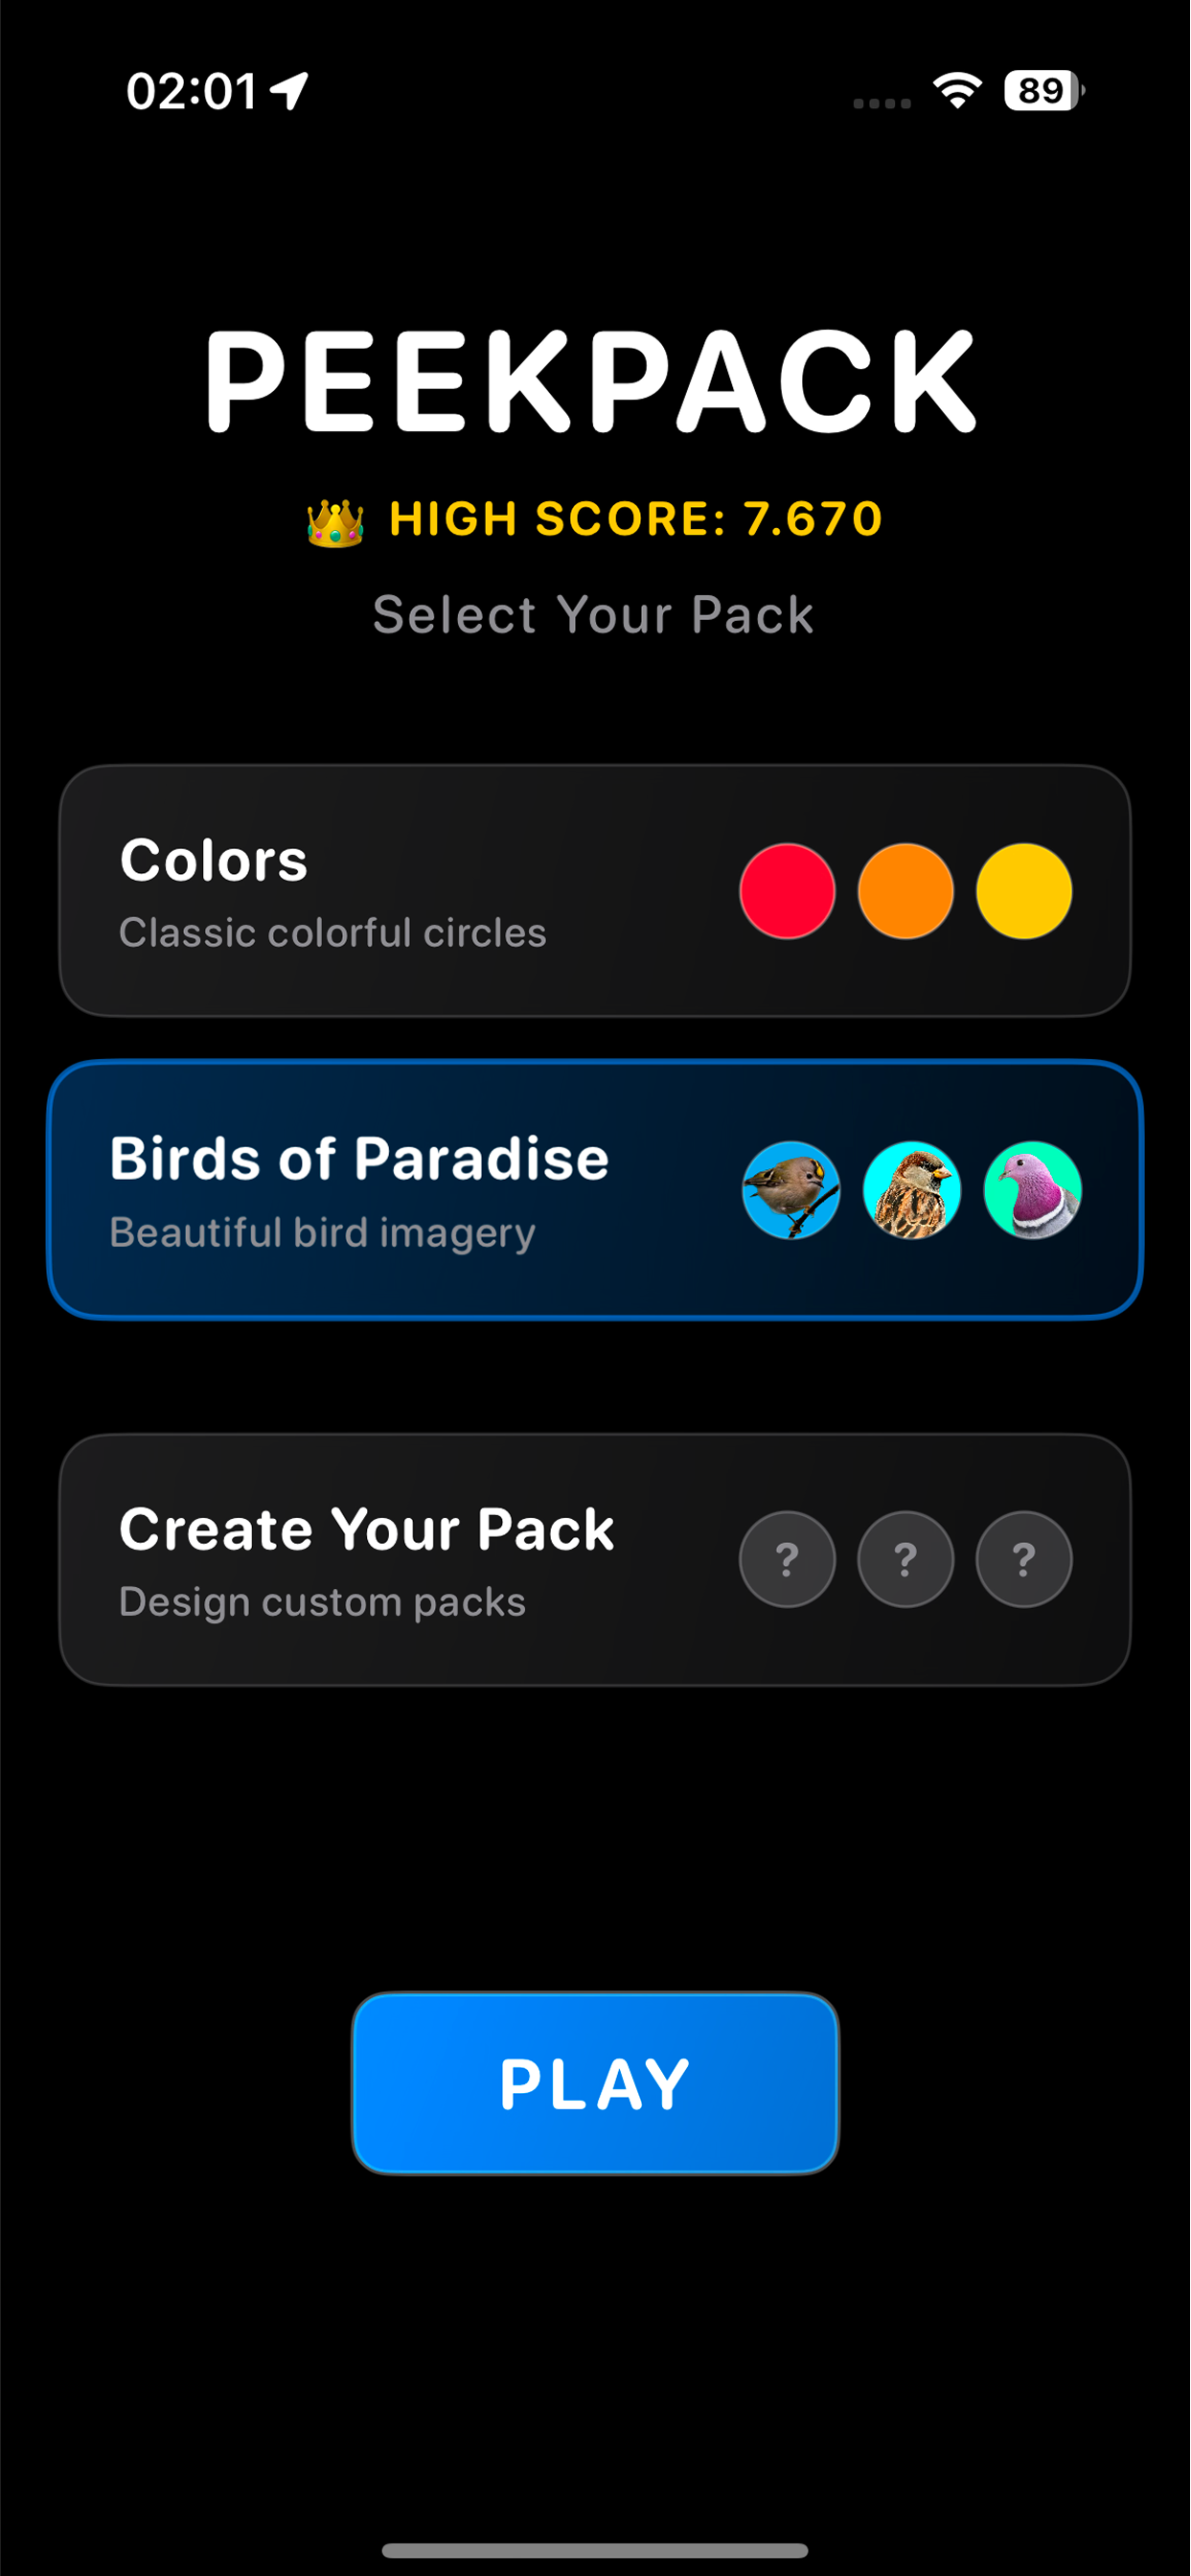 02:01
89
PEEKPACK
👑 HIGH SCORE: 7.670
Select Your Pack
Colors
Classic colorful circles
Birds of Paradise
Beautiful bird imagery
Create Your Pack
? ? ?
Design custom packs
PLAY